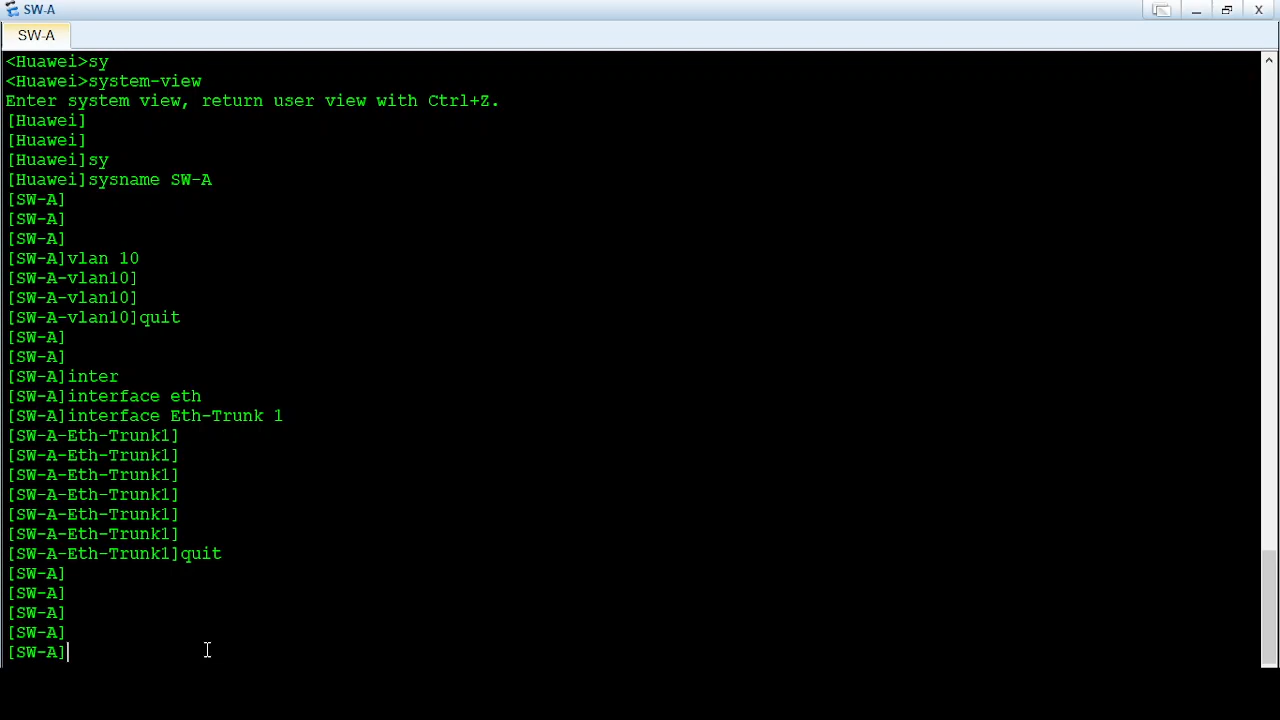 SW-A
SW-A
<Huawei>sy
<Huawei>system-view
Enter system view, return user view with Ctrl+Z.
[Huawei]
[Huawei]
[Huawei]sy
[Huawei]sysname SW-A
[SW-A]
[SW-A]
[SW-A]
[SW-A]vlan 10
[SW-A-vlan10]
[SW-A-vlan10]
[SW-A-vlan10]quit
[SW-A]
[SW-A]
[SW-A]inter
[SW-A]interface eth
[SW-A]interface Eth-Trunk 1
[SW-A-Eth-Trunk1]
[SW-A-Eth-Trunk1]
[SW-A-Eth-Trunk1]
[SW-A-Eth-Trunk1]
[SW-A-Eth-Trunk1]
[SW-A-Eth-Trunk1]
[SW-A-Eth-Trunk1]quit
[SW-A]
[SW-A]
[SW-A]
[SW-A]
[SW-A]